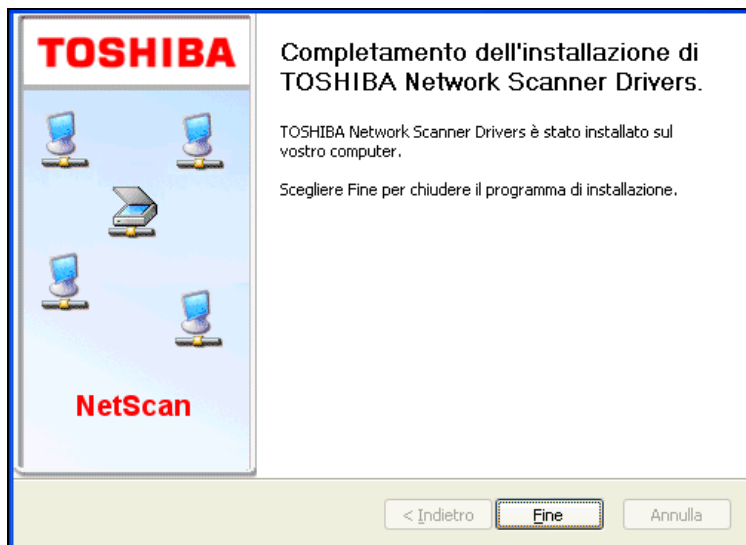 TOSHIBA
NetScan
Completamento dell'installazione di
TOSHIBA Network Scanner Drivers.
TOSHIBA Network Scanner Drivers è stato installato sul
vostro computer.
Scegliere Fine per chiudere il programma di installazione.
< Indietro
Fine
Annulla